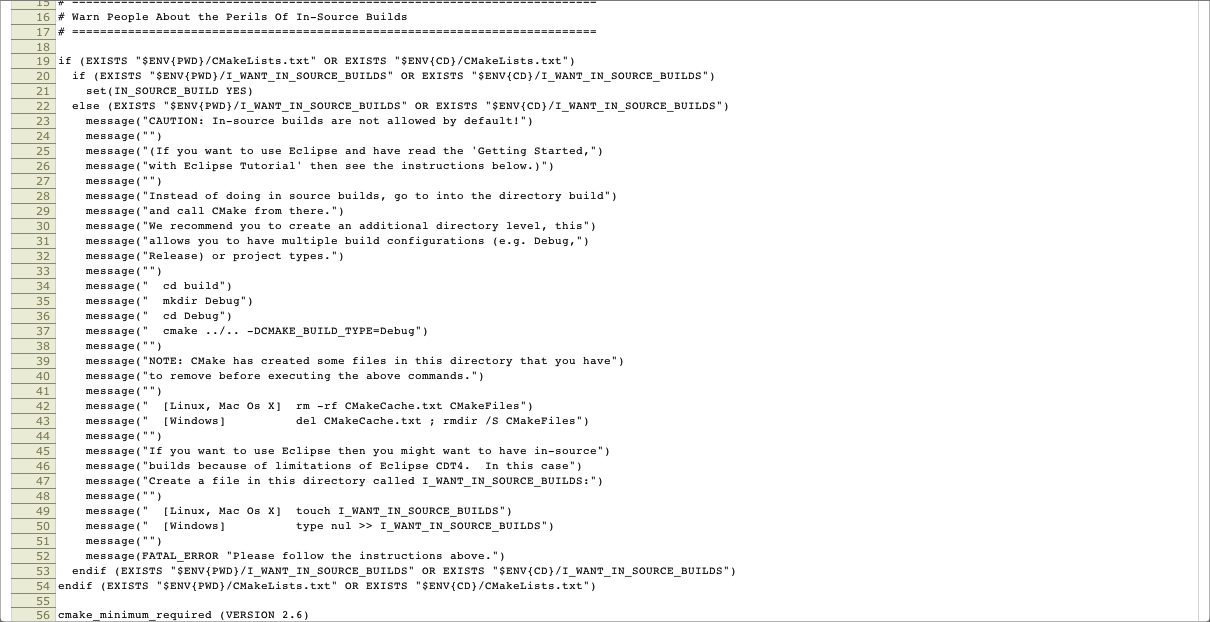 15 # ===========================================================================
16 # Warn People About the Perils Of In-Source Builds
17 # ===========================================================================
18
19 if (EXISTS "$ENV{PWD}/CMakeLists.txt" OR EXISTS "$ENV{CD}/CMakeLists.txt")
20   if (EXISTS "$ENV{PWD}/I_WANT_IN_SOURCE_BUILDS" OR EXISTS "$ENV{CD}/I_WANT_IN_SOURCE_BUILDS")
21     set(IN_SOURCE_BUILD YES)
22   else (EXISTS "$ENV{PWD}/I_WANT_IN_SOURCE_BUILDS" OR EXISTS "$ENV{CD}/I_WANT_IN_SOURCE_BUILDS")
23     message("CAUTION: In-source builds are not allowed by default!")
24     message("")
25     message("(If you want to use Eclipse and have read the 'Getting Started,")
26     message("with Eclipse Tutorial' then see the instructions below.)")
27     message("")
28     message("Instead of doing in source builds, go to into the directory build")
29     message("and call CMake from there.")
30     message("We recommend you to create an additional directory level, this")
31     message("allows you to have multiple build configurations (e.g. Debug,")
32     message("Release) or project types.")
33     message("")
34     message("  cd build")
35     message("  mkdir Debug")
36     message("  cd Debug")
37     message("  cmake ../.. -DCMAKE_BUILD_TYPE=Debug")
38     message("")
39     message("NOTE: CMake has created some files in this directory that you have")
40     message("to remove before executing the above commands.")
41     message("")
42     message("  [Linux, Mac Os X]  rm -rf CMakeCache.txt CMakeFiles")
43     message("  [Windows]          del CMakeCache.txt ; rmdir /S CMakeFiles")
44     message("")
45     message("If you want to use Eclipse then you might want to have in-source")
46     message("builds because of limitations of Eclipse CDT4.  In this case")
47     message("Create a file in this directory called I_WANT_IN_SOURCE_BUILDS:")
48     message("")
49     message("  [Linux, Mac Os X]  touch I_WANT_IN_SOURCE_BUILDS")
50     message("  [Windows]          type nul >> I_WANT_IN_SOURCE_BUILDS")
51     message("")
52     message(FATAL_ERROR "Please follow the instructions above.")
53   endif (EXISTS "$ENV{PWD}/I_WANT_IN_SOURCE_BUILDS" OR EXISTS "$ENV{CD}/I_WANT_IN_SOURCE_BUILDS")
54 endif (EXISTS "$ENV{PWD}/CMakeLists.txt" OR EXISTS "$ENV{CD}/CMakeLists.txt")
55
56 cmake_minimum_required (VERSION 2.6)